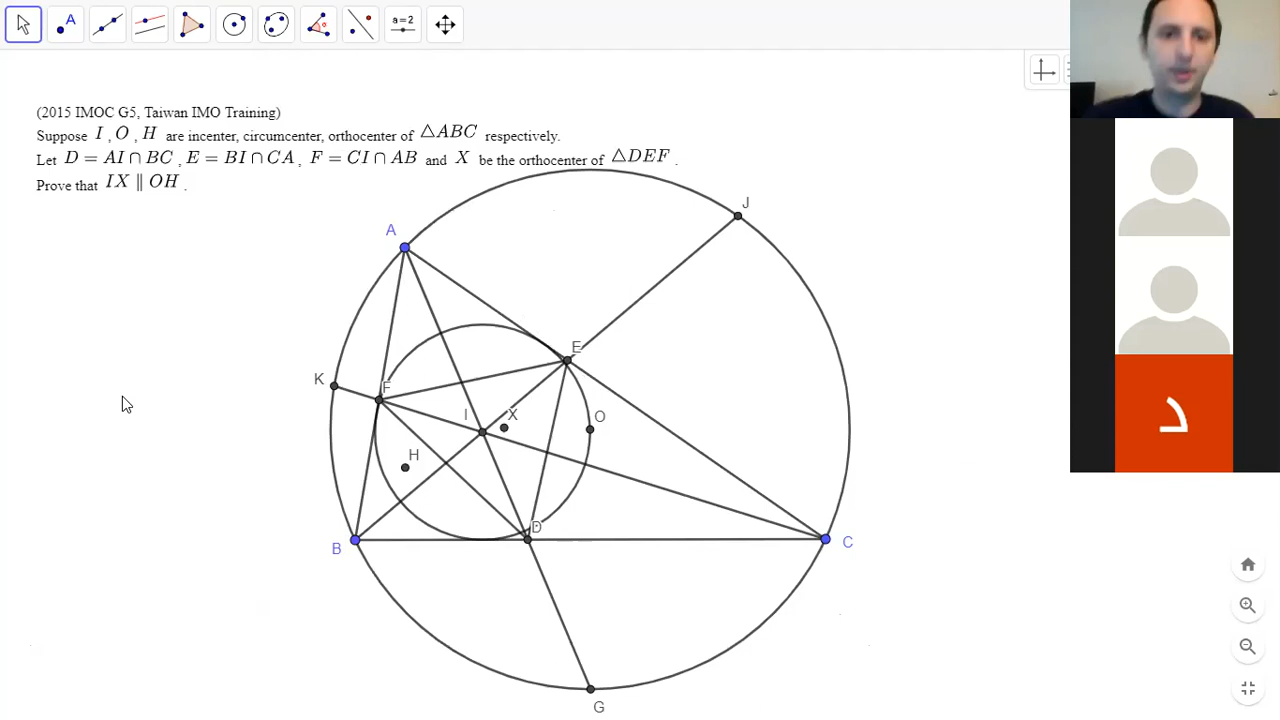 A
a=2
(2015 IMOC G5, Taiwan IMO Training)
Suppose I , O , H are incenter, circumcenter, orthocenter of △ABC respectively.
Let D = AI ∩ BC , E = BI ∩ CA , F = CI ∩ AB and X be the orthocenter of △DEF .
Prove that IX ∥ OH .
J
A
E
K
F
I
X
O
H
D
B
C
G
כ